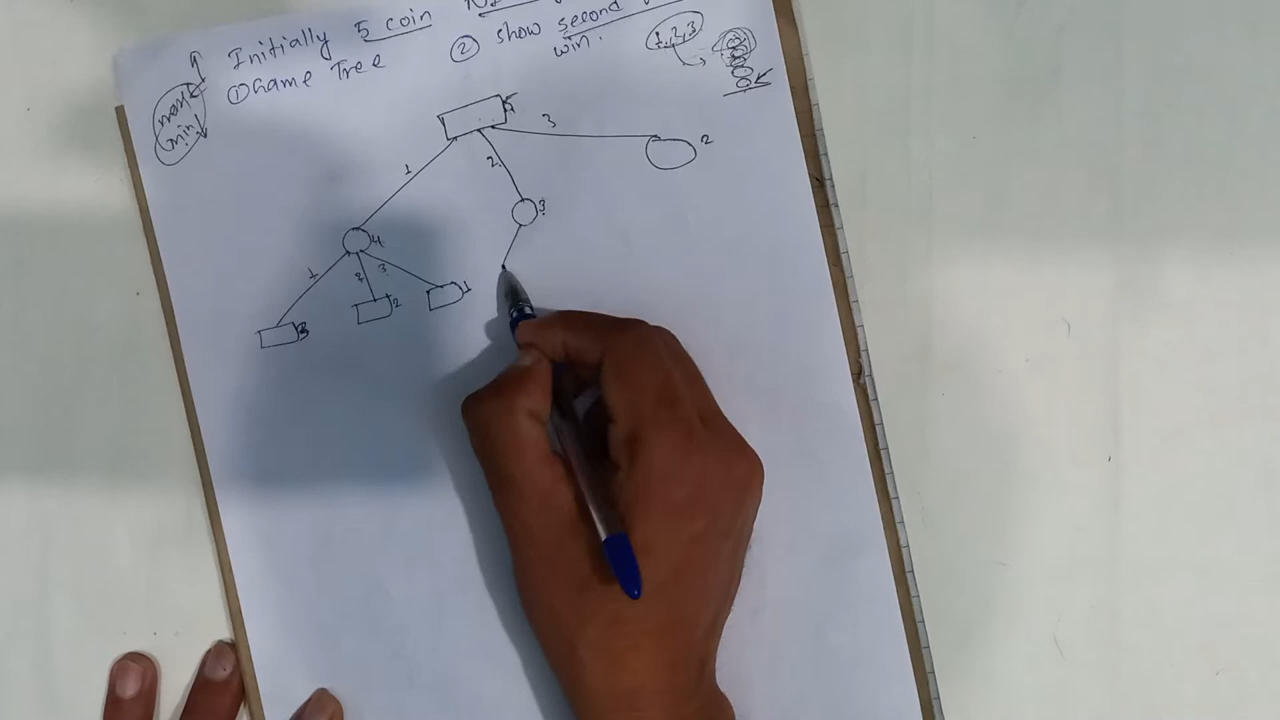 Initially 5 coin
① Game Tree
② show second
win.
1,2,3
max
min
5
1 2 3
4 3 2
1 2 3
3 2 1